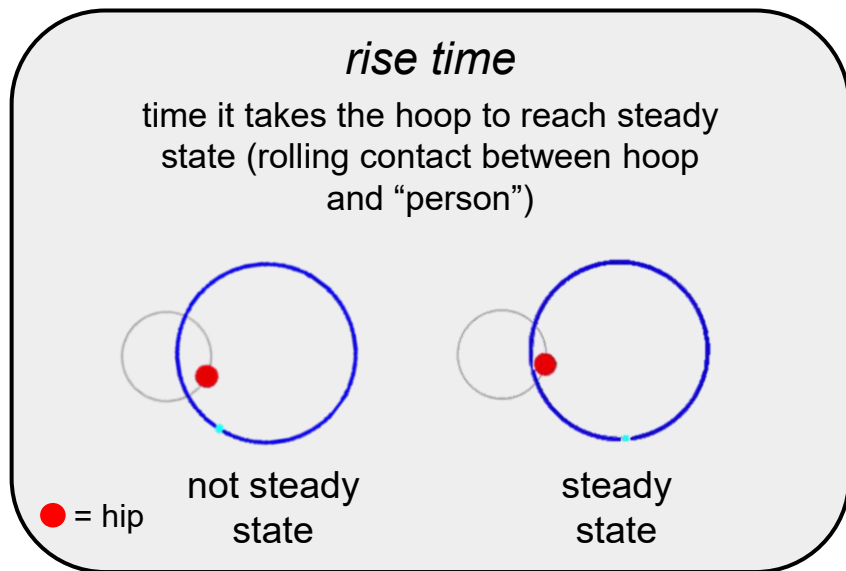 rise time
time it takes the hoop to reach steady
state (rolling contact between hoop
and “person”)
not steady
state
steady
state
= hip